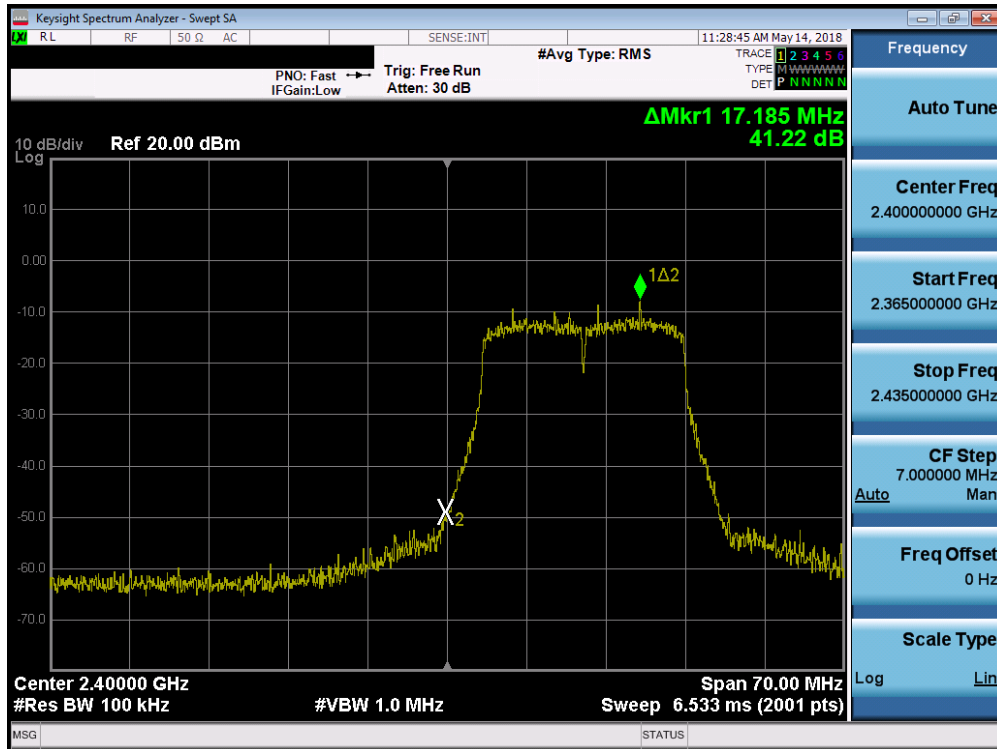 Keysight Spectrum Analyzer - Swept SA
LXI RL RF 50 Ω AC SENSE:INT 11:28:45 AM May 14, 2018
#Avg Type: RMS TRACE 1 2 3 4 5 6
PNO: Fast Trig: Free Run TYPE M WWWWW
IFGain:Low Atten: 30 dB DET P N N N N N
ΔMkr1 17.185 MHz
41.22 dB
10 dB/div Ref 20.00 dBm
Log
10.0
0.00
1Δ2
-10.0
-20.0
-30.0
-40.0
-50.0
X2
-60.0
-70.0
Center 2.40000 GHz Span 70.00 MHz
#Res BW 100 kHz #VBW 1.0 MHz Sweep 6.533 ms (2001 pts)
MSG STATUS
Frequency
Auto Tune
Center Freq
2.400000000 GHz
Start Freq
2.365000000 GHz
Stop Freq
2.435000000 GHz
CF Step
7.000000 MHz
Auto Man
Freq Offset
0 Hz
Scale Type
Log Lin